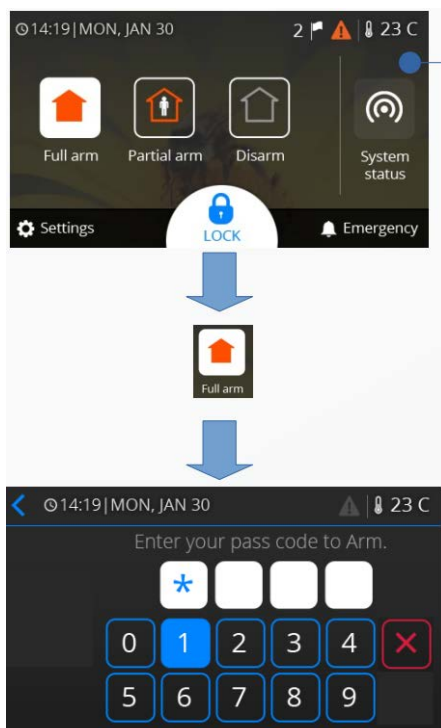 14:19|MON, JAN 30 2 23 C
Full arm Partial arm Disarm System status
Settings LOCK Emergency
Full arm
14:19|MON, JAN 30 23 C
Enter your pass code to Arm.
*
0 1 2 3 4 X
5 6 7 8 9